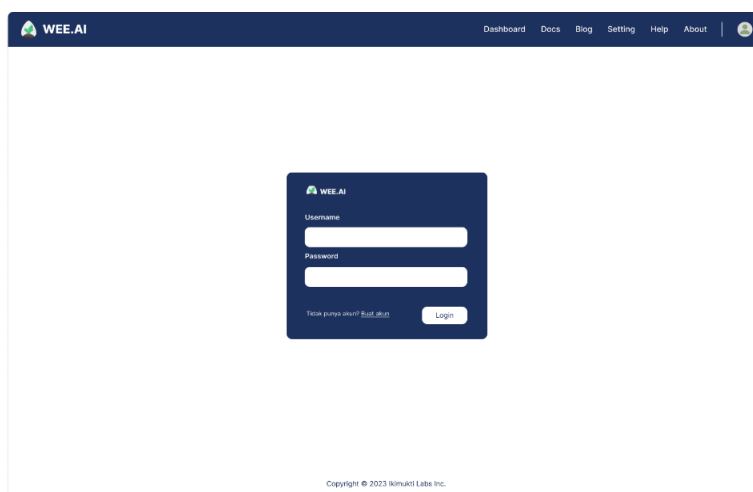 WEE.AI
Dashboard Docs Blog Setting Help About
WEE.AI
Username
Password
Tidak punya akun? Buat akun
Login
Copyright © 2023 Ikimukti Labs Inc.